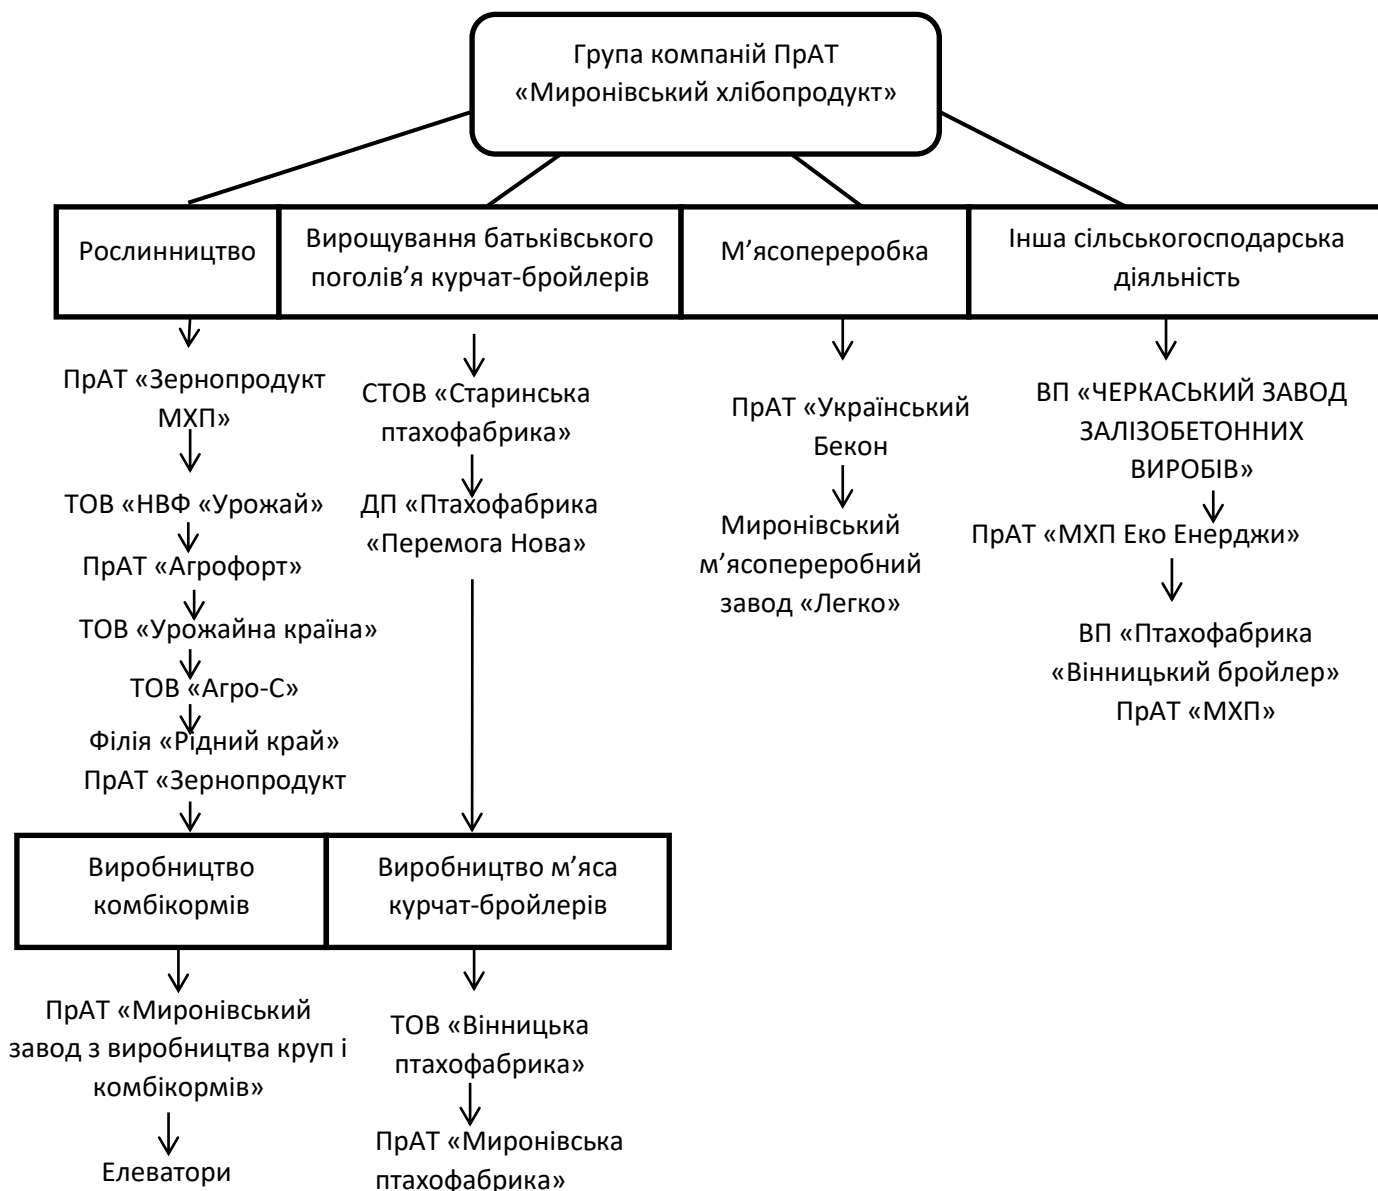 Група компаній ПрАТ
«Миронівський хлібопродукт»
Рослинництво
Вирощування батьківського
поголів’я курчат-бройлерів
М’ясопереробка
Інша сільськогосподарська
діяльність
ПрАТ «Зернопродукт
МХП»
ТОВ «НВФ «Урожай»
ПрАТ «Агрофорт»
ТОВ «Урожайна країна»
ТОВ «Агро-С»
Філія «Рідний край»
ПрАТ «Зернопродукт
СТОВ «Старинська
птахофабрика»
ДП «Птахофабрика
«Перемога Нова»
ПрАТ «Український
Бекон
Миронівський
м’ясопереробний
завод «Легко»
ВП «ЧЕРКАСЬКИЙ ЗАВОД
ЗАЛІЗОБЕТОННИХ
ВИРОБІВ»
ПрАТ «МХП Еко Енерджи»
ВП «Птахофабрика
«Вінницький бройлер»
ПрАТ «МХП»
Виробництво
комбікормів
Виробництво м’яса
курчат-бройлерів
ПрАТ «Миронівський
завод з виробництва круп і
комбікормів»
Елеватори
ТОВ «Вінницька
птахофабрика»
ПрАТ «Миронівська
птахофабрика»